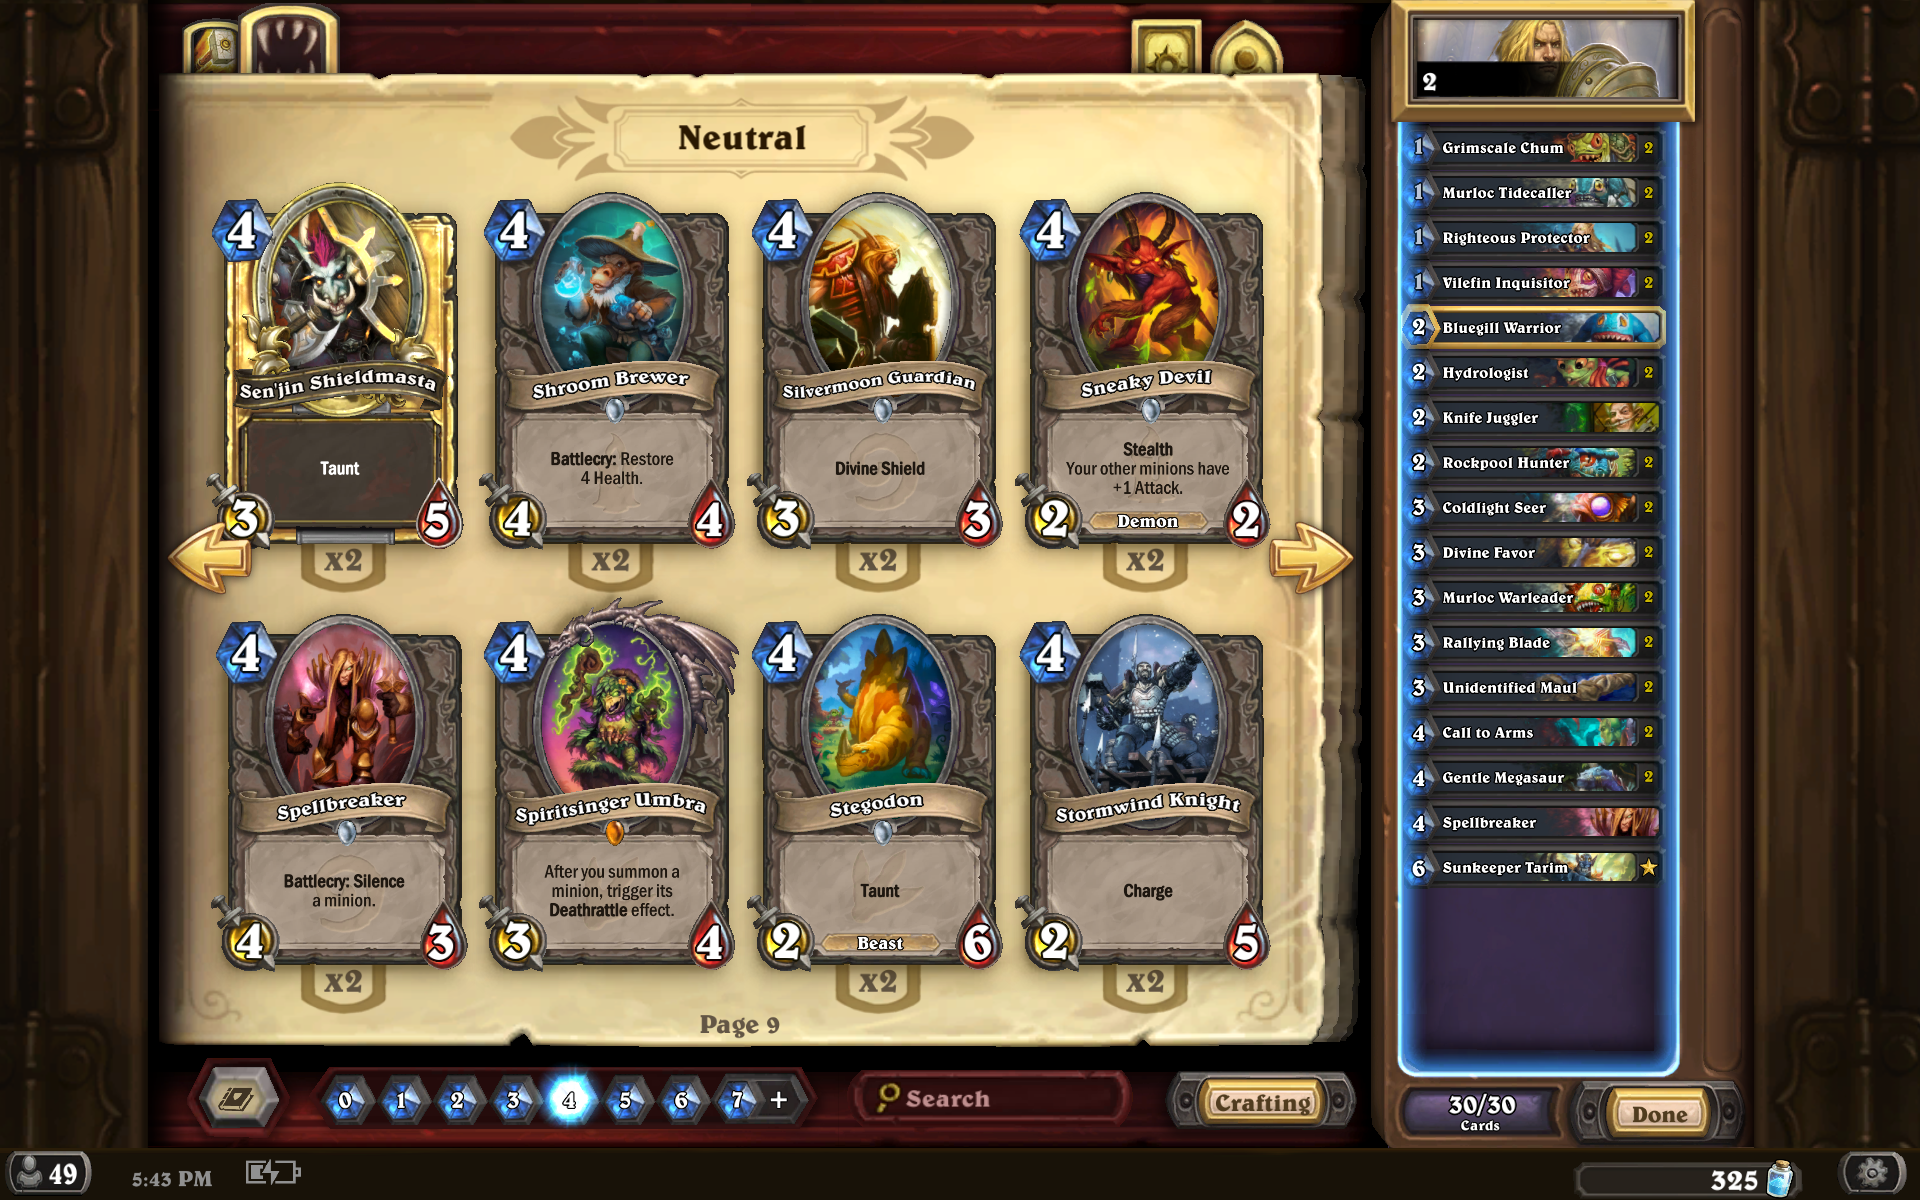 2
Neutral
4
Sen'jin Shieldmasta
Taunt
3
5
x2
4
Shroom Brewer
Battlecry: Restore
4 Health.
4
4
x2
4
Silvermoon Guardian
Divine Shield
3
3
x2
4
Sneaky Devil
Stealth
Your other minions have
+1 Attack.
2
Demon
2
x2
4
Spellbreaker
Battlecry: Silence
a minion.
4
3
x2
4
Spiritsinger Umbra
After you summon a
minion, trigger its
Deathrattle effect.
3
4
4
Stegodon
Taunt
2
Beast
6
x2
4
Stormwind Knight
Charge
2
5
x2
Page 9
1 Grimscale Chum 2
1 Murloc Tidecaller 2
1 Righteous Protector 2
1 Vilefin Inquisitor 2
2 Bluegill Warrior
2 Hydrologist 2
2 Knife Juggler
2 Rockpool Hunter 2
3 Coldlight Seer 2
3 Divine Favor 2
3 Murloc Warleader 2
3 Rallying Blade 2
3 Unidentified Maul 2
4 Call to Arms 2
4 Gentle Megasaur 2
4 Spellbreaker
6 Sunkeeper Tarim
0 1 2 3 4 5 6 7 +
Search
Crafting
30/30
Cards
Done
49
5:43 PM
325